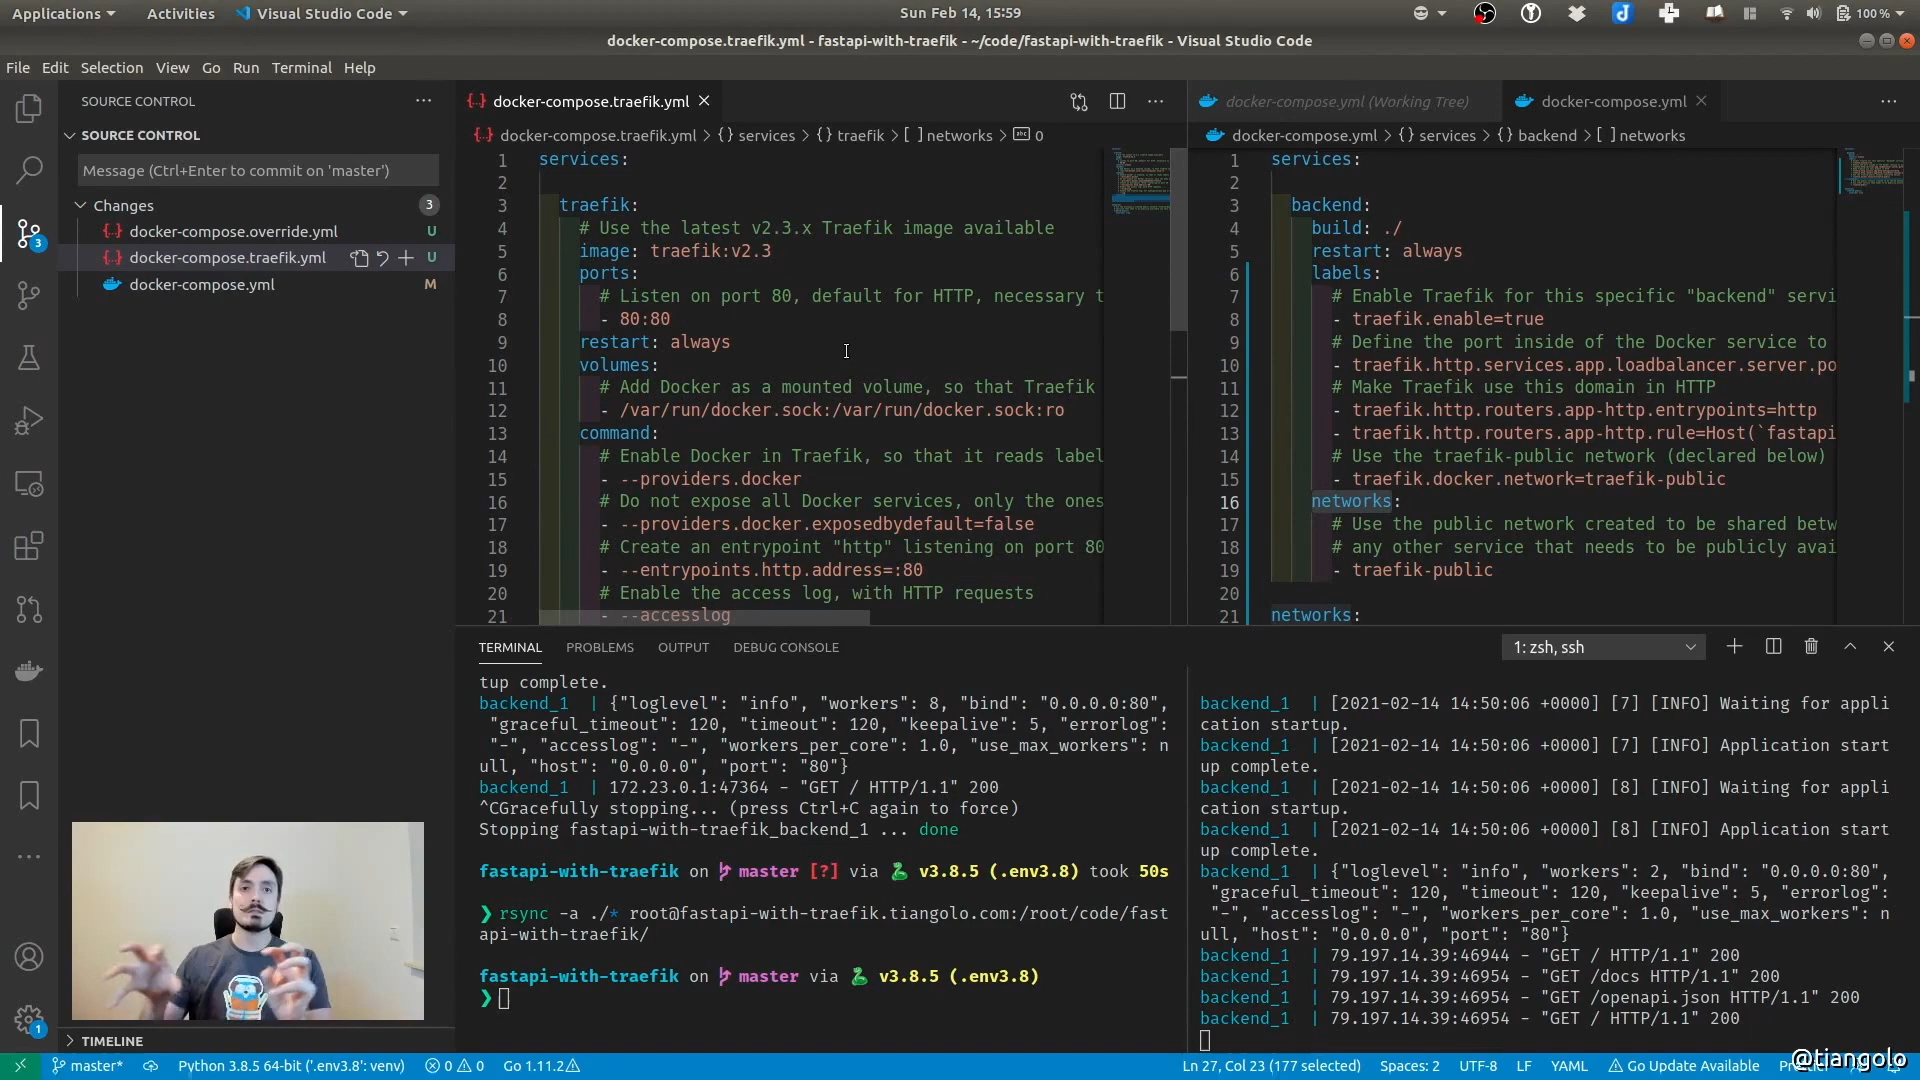 Applications Activities Visual Studio Code Sun Feb 14, 15:59 100 %
docker-compose.traefik.yml - fastapi-with-traefik - ~/code/fastapi-with-traefik - Visual Studio Code
File Edit Selection View Go Run Terminal Help
SOURCE CONTROL
SOURCE CONTROL
Message (Ctrl+Enter to commit on 'master')
Changes 3
docker-compose.override.yml U
docker-compose.traefik.yml U
docker-compose.yml M
3
1
TIMELINE
docker-compose.traefik.yml
docker-compose.traefik.yml > {} services > {} traefik > [ ] networks > abc 0
1 services:
2
3 traefik:
4 # Use the latest v2.3.x Traefik image available
5 image: traefik:v2.3
6 ports:
7 # Listen on port 80, default for HTTP, necessary t
8 - 80:80
9 restart: always
10 volumes:
11 # Add Docker as a mounted volume, so that Traefik
12 - /var/run/docker.sock:/var/run/docker.sock:ro
13 command:
14 # Enable Docker in Traefik, so that it reads label
15 - --providers.docker
16 # Do not expose all Docker services, only the ones
17 - --providers.docker.exposedbydefault=false
18 # Create an entrypoint "http" listening on port 80
19 - --entrypoints.http.address=:80
20 # Enable the access log, with HTTP requests
21 - --accesslog
docker-compose.yml (Working Tree) docker-compose.yml
docker-compose.yml > {} services > {} backend > [ ] networks
1 services:
2
3 backend:
4 build: ./
5 restart: always
6 labels:
7 # Enable Traefik for this specific "backend" servi
8 - traefik.enable=true
9 # Define the port inside of the Docker service to
10 - traefik.http.services.app.loadbalancer.server.po
11 # Make Traefik use this domain in HTTP
12 - traefik.http.routers.app-http.entrypoints=http
13 - traefik.http.routers.app-http.rule=Host(`fastapi
14 # Use the traefik-public network (declared below)
15 - traefik.docker.network=traefik-public
16 networks:
17 # Use the public network created to be shared betw
18 # any other service that needs to be publicly avai
19 - traefik-public
20
21 networks:
TERMINAL PROBLEMS OUTPUT DEBUG CONSOLE 1: zsh, ssh
tup complete.
backend_1 | {"loglevel": "info", "workers": 8, "bind": "0.0.0.0:80",
"graceful_timeout": 120, "timeout": 120, "keepalive": 5, "errorlog":
"-", "accesslog": "-", "workers_per_core": 1.0, "use_max_workers": n
ull, "host": "0.0.0.0", "port": "80"}
backend_1 | 172.23.0.1:47364 - "GET / HTTP/1.1" 200
^CGracefully stopping... (press Ctrl+C again to force)
Stopping fastapi-with-traefik_backend_1 ... done
fastapi-with-traefik on master [?] via v3.8.5 (.env3.8) took 50s
❯ rsync -a ./* root@fastapi-with-traefik.tiangolo.com:/root/code/fast
api-with-traefik/
fastapi-with-traefik on master via v3.8.5 (.env3.8)
❯
backend_1 | [2021-02-14 14:50:06 +0000] [7] [INFO] Waiting for appli
cation startup.
backend_1 | [2021-02-14 14:50:06 +0000] [7] [INFO] Application start
up complete.
backend_1 | [2021-02-14 14:50:06 +0000] [8] [INFO] Waiting for appli
cation startup.
backend_1 | [2021-02-14 14:50:06 +0000] [8] [INFO] Application start
up complete.
backend_1 | {"loglevel": "info", "workers": 2, "bind": "0.0.0.0:80",
"graceful_timeout": 120, "timeout": 120, "keepalive": 5, "errorlog":
"-", "accesslog": "-", "workers_per_core": 1.0, "use_max_workers": n
ull, "host": "0.0.0.0", "port": "80"}
backend_1 | 79.197.14.39:46944 - "GET / HTTP/1.1" 200
backend_1 | 79.197.14.39:46954 - "GET /docs HTTP/1.1" 200
backend_1 | 79.197.14.39:46954 - "GET /openapi.json HTTP/1.1" 200
backend_1 | 79.197.14.39:46954 - "GET / HTTP/1.1" 200
master* Python 3.8.5 64-bit ('.env3.8': venv) 0 0 Go 1.11.2 Ln 27, Col 23 (177 selected) Spaces: 2 UTF-8 LF YAML Go Update Available
@tiangolo